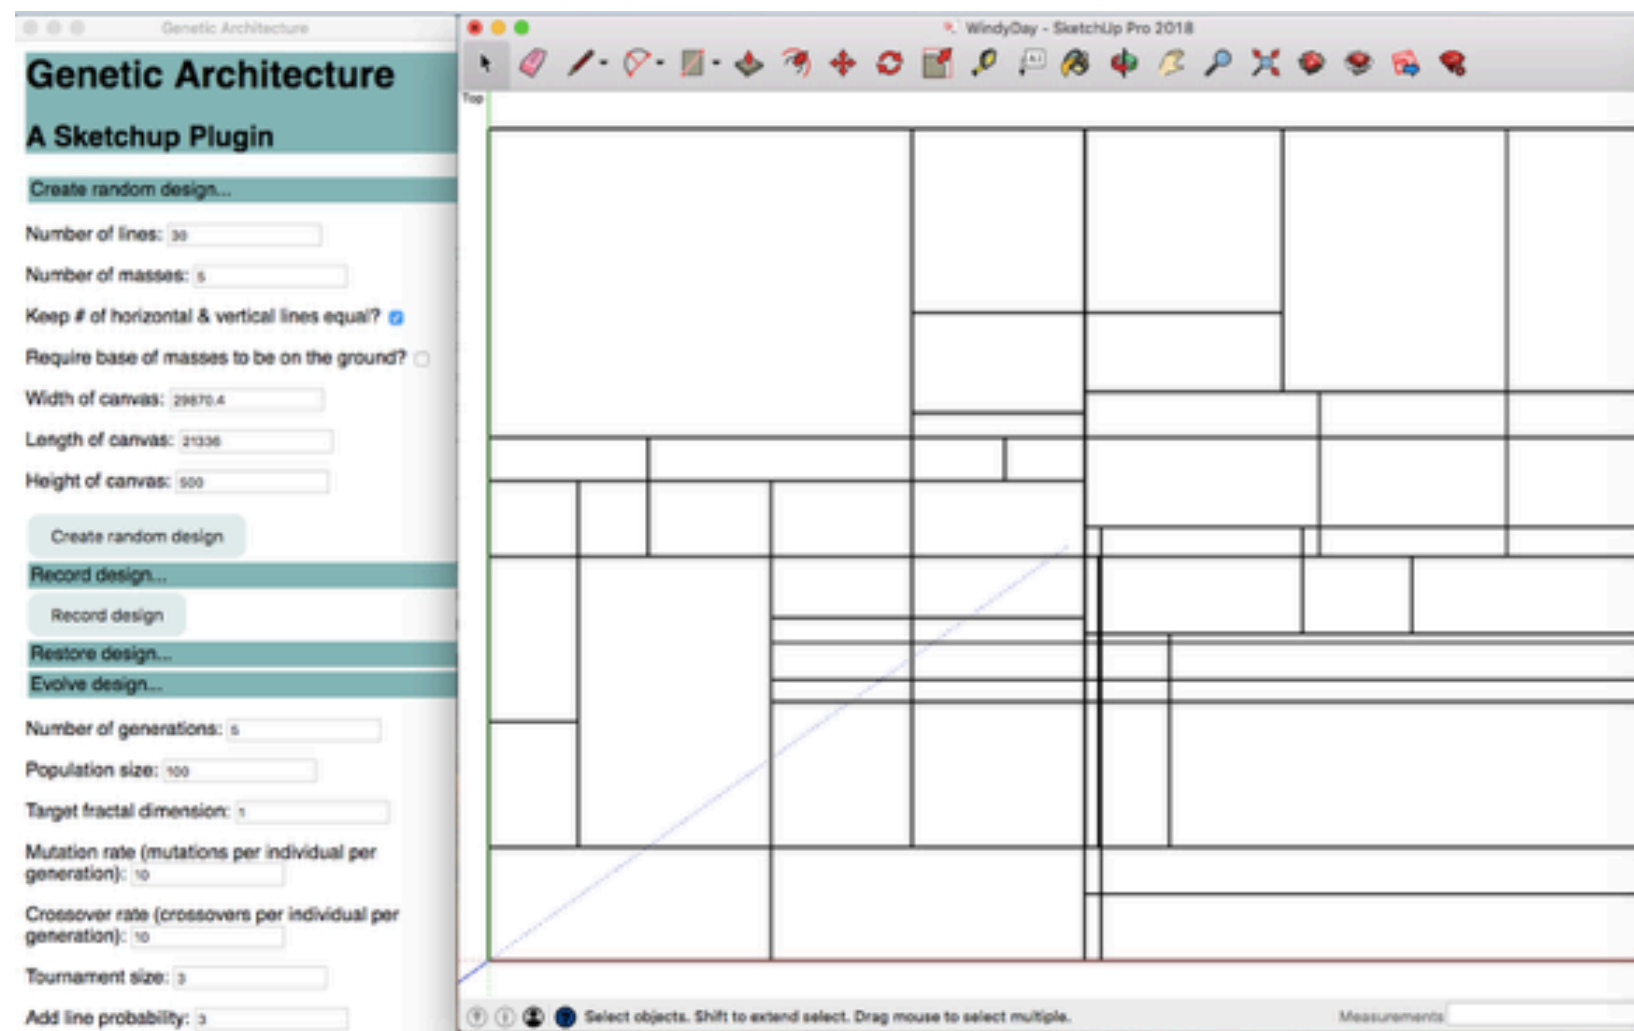 Genetic Architecture
Genetic Architecture
A Sketchup Plugin
Create random design...
Number of lines: 30
Number of masses: 5
Keep # of horizontal & vertical lines equal?
Require base of masses to be on the ground?
Width of canvas: 29870.4
Length of canvas: 21336
Height of canvas: 500
Create random design
Record design...
Record design
Restore design...
Evolve design...
Number of generations: 5
Population size: 100
Target fractal dimension: 1
Mutation rate (mutations per individual per
generation): 10
Crossover rate (crossovers per individual per
generation): 10
Tournament size: 3
Add line probability: 3
WindyDay - SketchUp Pro 2018
Top
Select objects. Shift to extend select. Drag mouse to select multiple.
Measurements